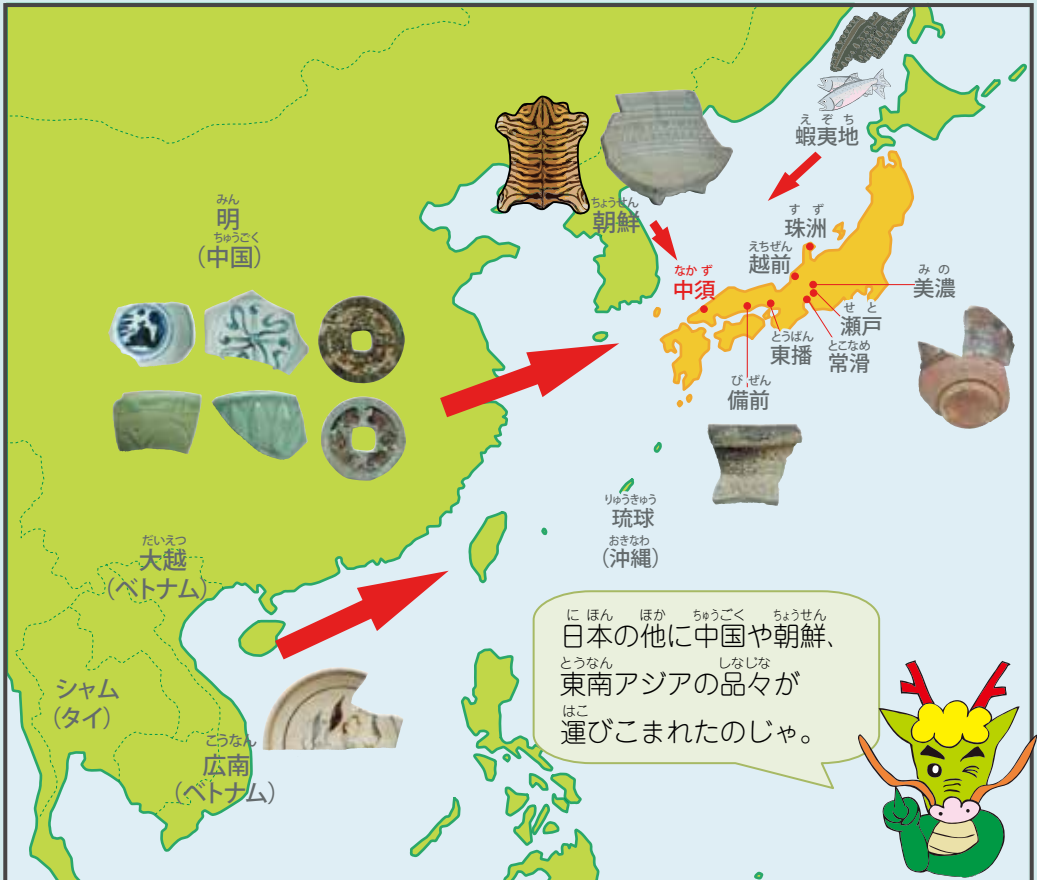 えぞち
蝦夷地
ちょうせん
朝鮮
みん
明
ちゅうごく
(中国)
すず
珠洲
えちぜん
越前
なかず
中須
みの
美濃
せと
瀬戸
とうばん
東播
とこなめ
常滑
びぜん
備前
りゅうきゅう
琉球
おきなわ
(沖縄)
だいえつ
大越
(ベトナム)
シャム
(タイ)
こうなん
広南
(ベトナム)
にほん ほか ちゅうごく ちょうせん
日本の他に中国や朝鮮、
とうなん しなじな
東南アジアの品々が
はこ
運びこまれたのじゃ。